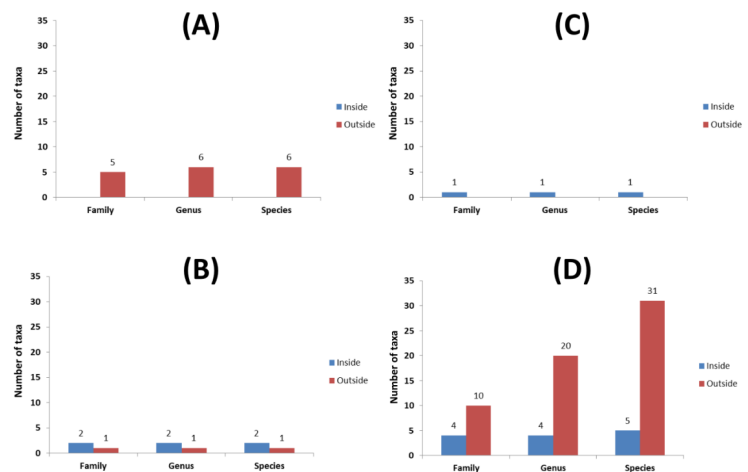 (A)
Number of taxa
35
30
25
20
15
10
5
0
5
6
6
Family Genus Species
Inside
Outside
(C)
Number of taxa
35
30
25
20
15
10
5
0
1
1
1
Family Genus Species
Inside
Outside
(B)
Number of taxa
35
30
25
20
15
10
5
0
2
1
2
1
2
1
Family Genus Species
Inside
Outside
(D)
Number of taxa
35
30
25
20
15
10
5
0
4
10
4
20
5
31
Family Genus Species
Inside
Outside